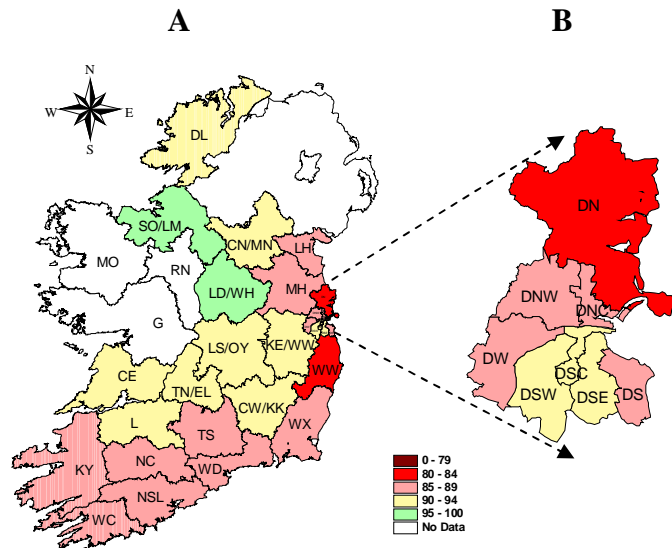 A
B
N
W E
S
DL
DN
SO/LM
CN/MN
LH
MO
RN
MH
LD/WH
DNW
DNC
G
LS/OY
KE/WW
DW
DSC
CE
WW
DSW
DSE
DS
TN/EL
CW/KK
L
TS
WX
KY
NC
WD
NSL
WC
0 - 79
80 - 84
85 - 89
90 - 94
95 - 100
No Data